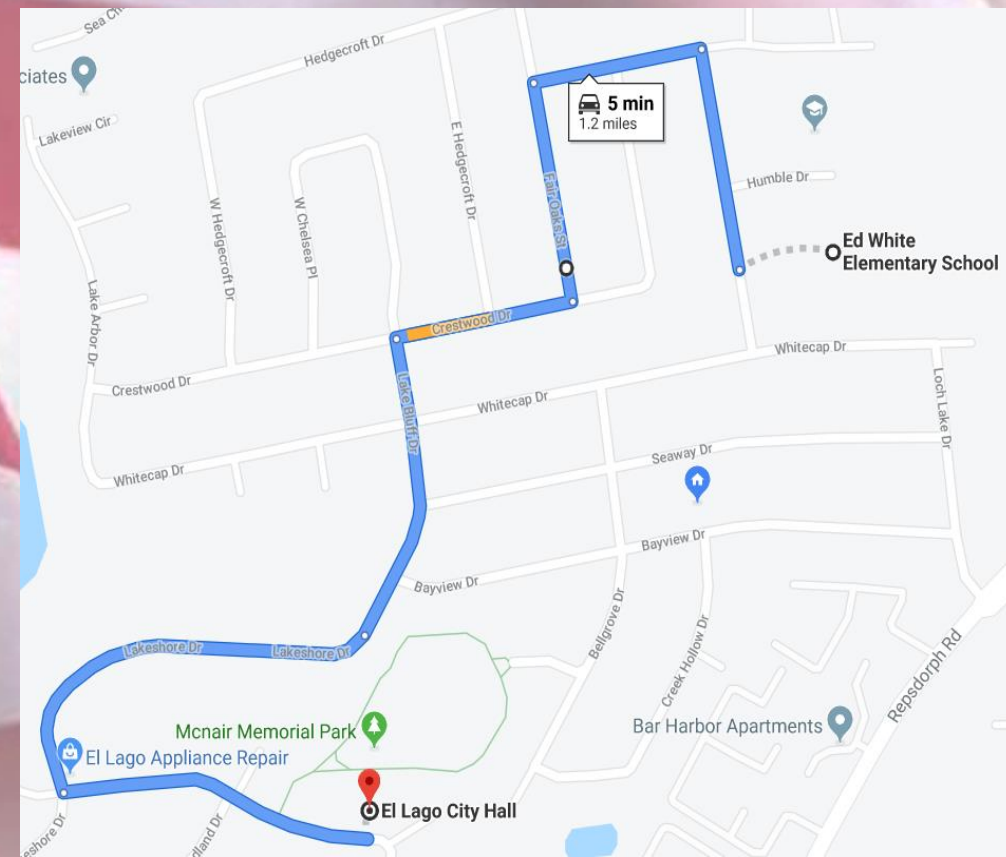 Sea Ch
Hedgecroft Dr
ciates
5 min
1.2 miles
Lakeview Cir
E Hedgecroft Dr
Humble Dr
Fair Oaks St
W Hedgecroft Dr
W Chelsea Pl
Ed White
Elementary School
Lake Arbor Dr
Crestwood Dr
Whitecap Dr
Crestwood Dr
Lake Bluff Dr
Whitecap Dr
Loch Lake Dr
Whitecap Dr
Seaway Dr
Bayview Dr
Bayview Dr
Bellgrove Dr
Creek Hollow Dr
Lakeshore Dr
Lakeshore Dr
Repsdorph Rd
Mcnair Memorial Park
Bar Harbor Apartments
El Lago Appliance Repair
El Lago City Hall
eshore Dr
dland Dr